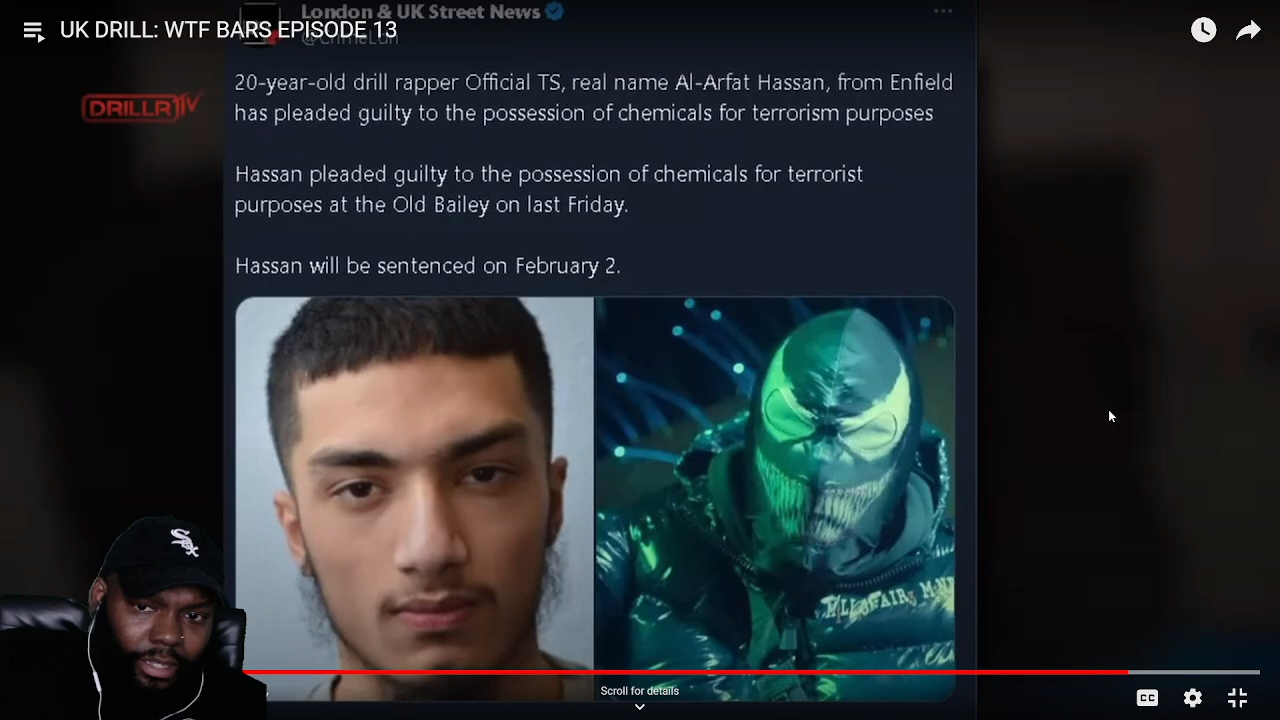 UK DRILL: WTF BARS EPISODE 13
London & UK Street News
DRILLR TV
20-year-old drill rapper Official TS, real name Al-Arfat Hassan, from Enfield
has pleaded guilty to the possession of chemicals for terrorism purposes
Hassan pleaded guilty to the possession of chemicals for terrorist
purposes at the Old Bailey on last Friday.
Hassan will be sentenced on February 2.
Sox
Scroll for details
CC